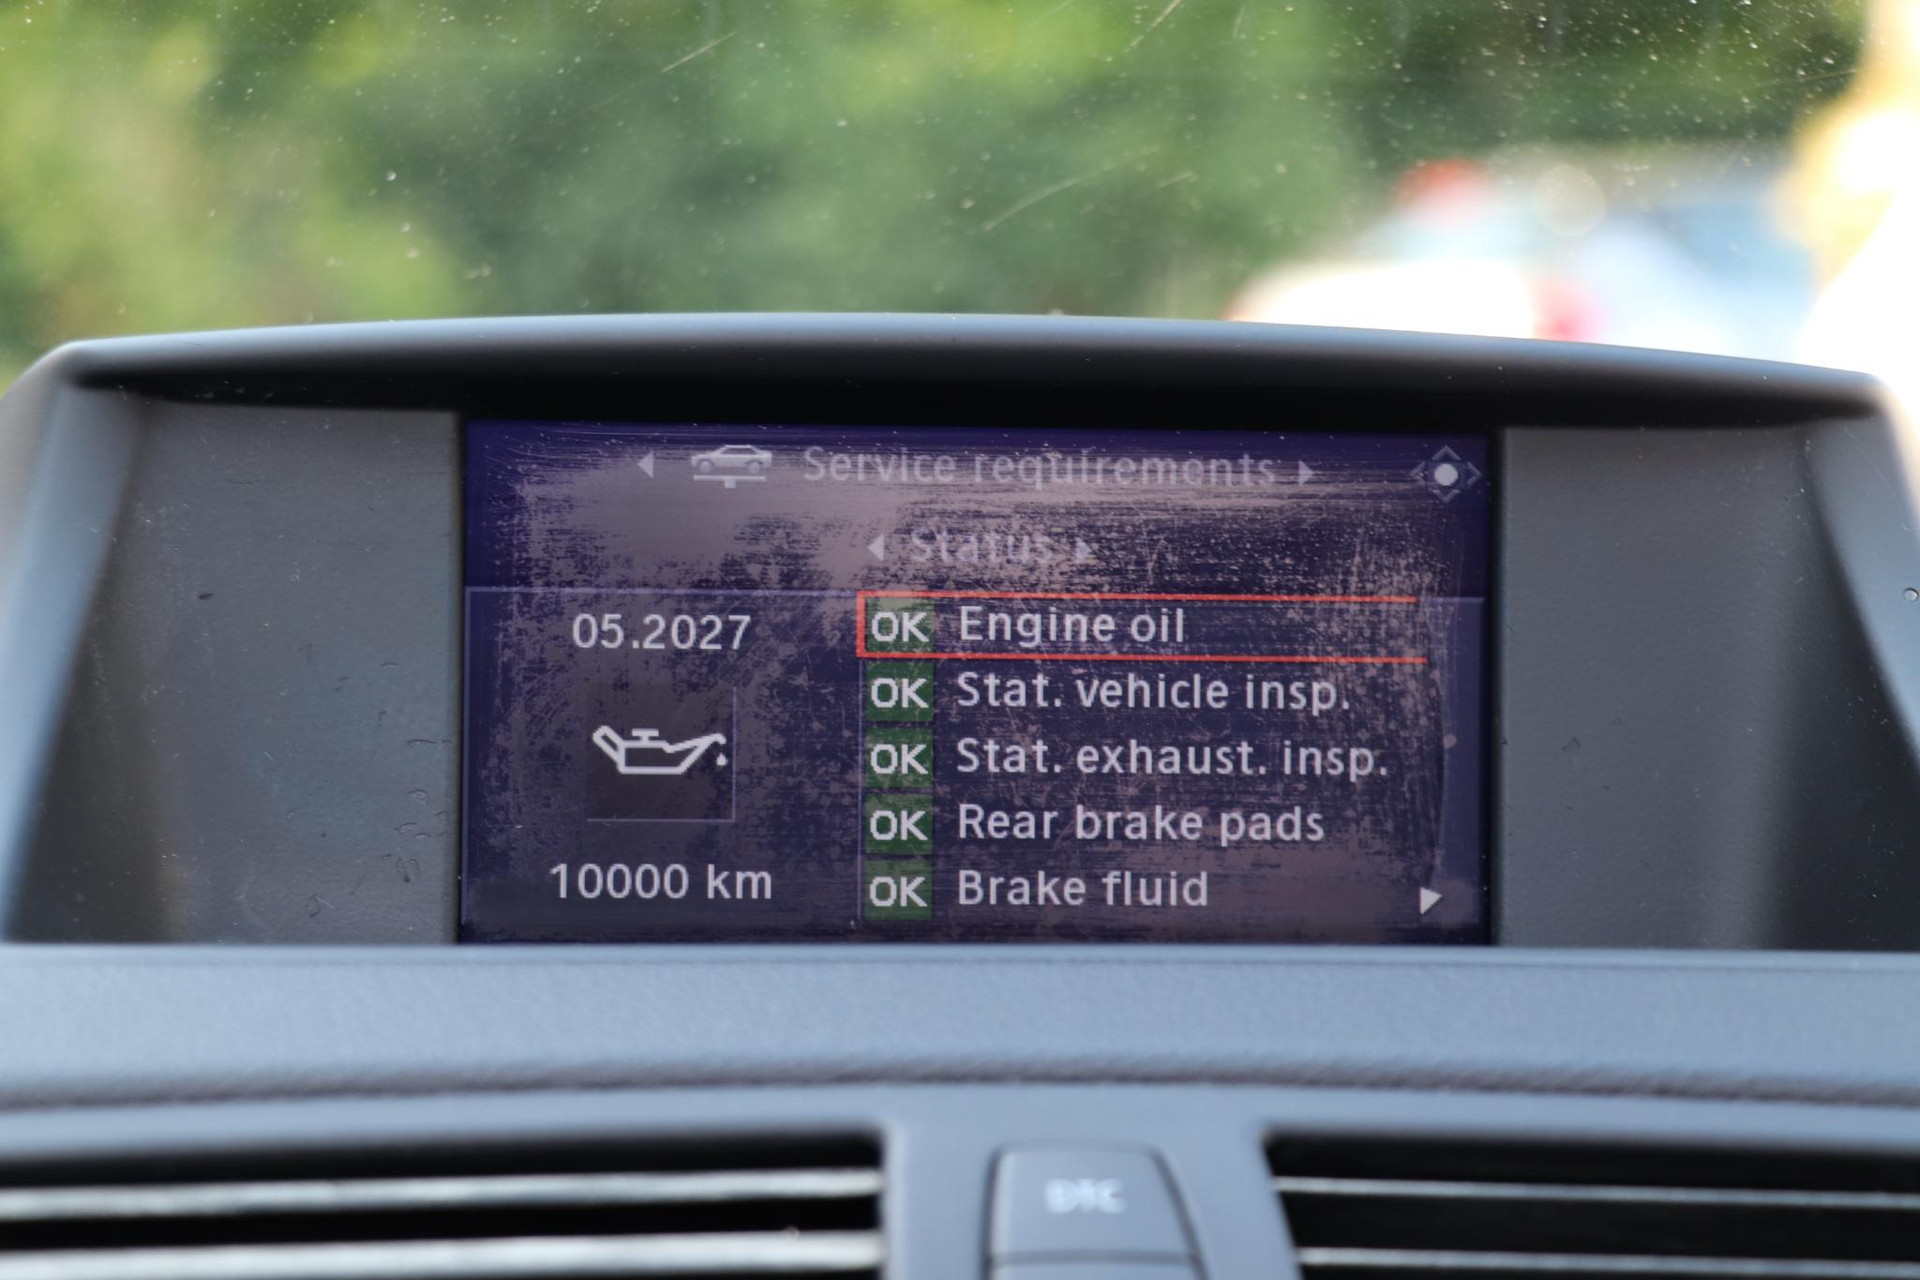 Service requirements
Status
05.2027
10000 km
OK Engine oil
OK Stat. vehicle insp.
OK Stat. exhaust. insp.
OK Rear brake pads
OK Brake fluid
DTC